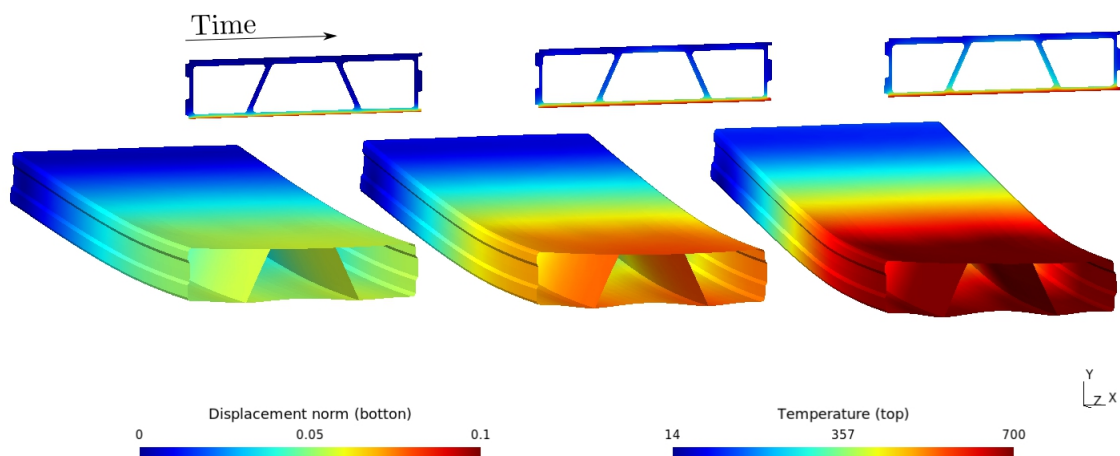 Time
Y
Z X
Displacement norm (botton)
Temperature (top)
0 0.05 0.1
14 357 700